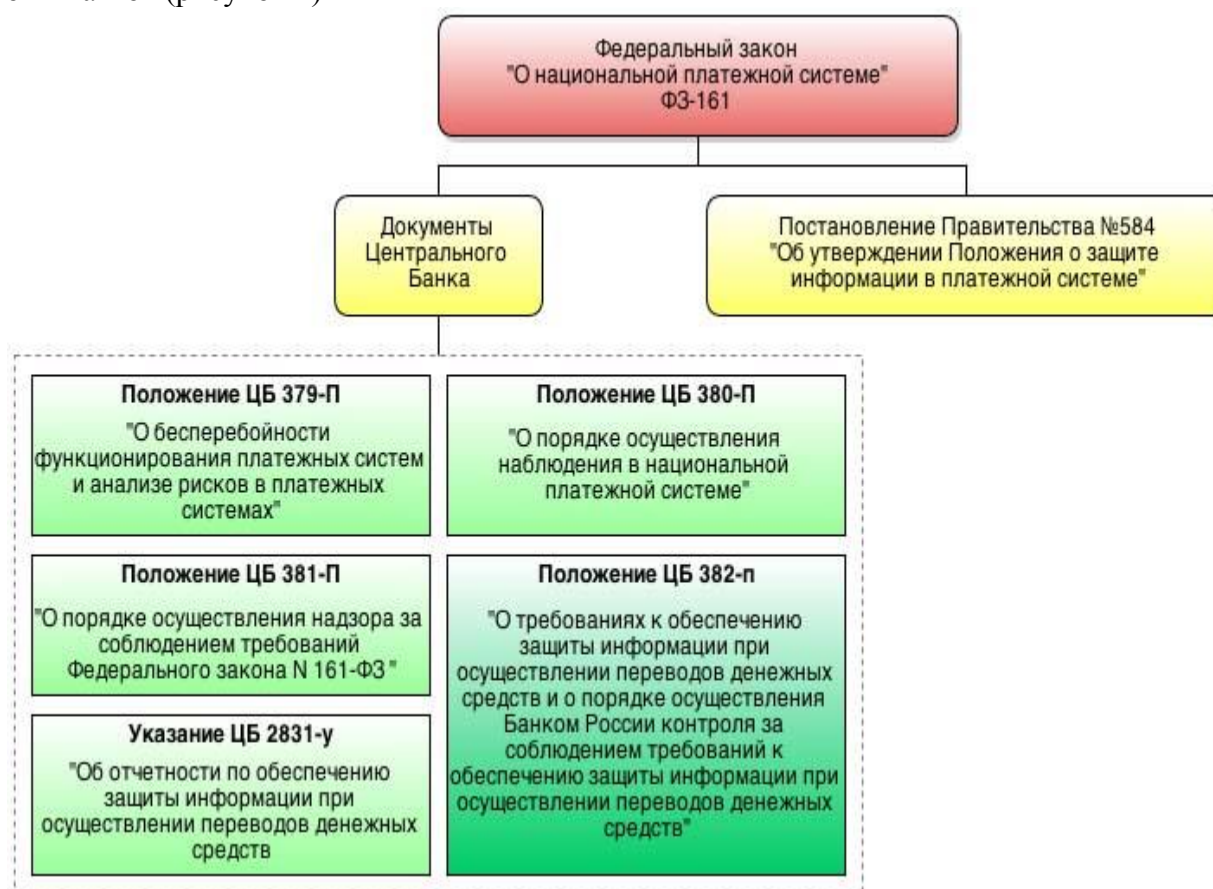 Федеральный закон
"О национальной платежной системе"
ФЗ-161
Документы
Центрального
Банка
Постановление Правительства №584
"Об утверждении Положения о защите
информации в платежной системе"
Положение ЦБ 379-П
"О бесперебойности
функционирования платежных систем
и анализе рисков в платежных
системах"
Положение ЦБ 380-П
"О порядке осуществления
наблюдения в национальной
платежной системе"
Положение ЦБ 381-П
"О порядке осуществления надзора за
соблюдением требований
Федерального закона N 161-ФЗ "
Положение ЦБ 382-п
"О требованиях к обеспечению
защиты информации при
осуществлении переводов денежных
средств и о порядке осуществления
Банком России контроля за
соблюдением требований к
обеспечению защиты информации при
осуществлении переводов денежных
средств"
Указание ЦБ 2831-у
"Об отчетности по обеспечению
защиты информации при
осуществлении переводов денежных
средств